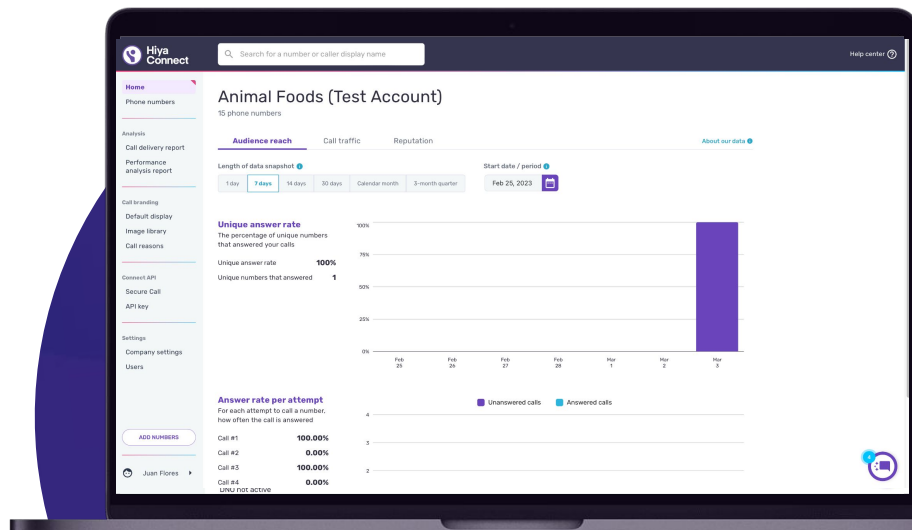 Hiya
Connect
Search for a number or caller display name
Help center
Home
Phone numbers
Analysis
Call delivery report
Performance
analysis report
Call branding
Default display
Image library
Call reasons
Connect API
Secure Call
API key
Settings
Company settings
Users
ADD NUMBERS
Juan Flores
Animal Foods (Test Account)
15 phone numbers
Audience reach Call traffic Reputation About our data
Length of data snapshot Start date / period
1 day 7 days 14 days 30 days Calendar month 3-month quarter Feb 25, 2023
Unique answer rate
The percentage of unique numbers
that answered your calls
Unique answer rate 100%
Unique numbers that answered 1
100%
75%
50%
25%
0%
Feb 25 Feb 26 Feb 27 Feb 28 Mar 1 Mar 2 Mar 3
Answer rate per attempt
For each attempt to call a number,
how often the call is answered
Call #1 100.00%
Call #2 0.00%
Call #3 100.00%
Call #4 0.00%
DNO not active
Unanswered calls Answered calls
4
3
2
4